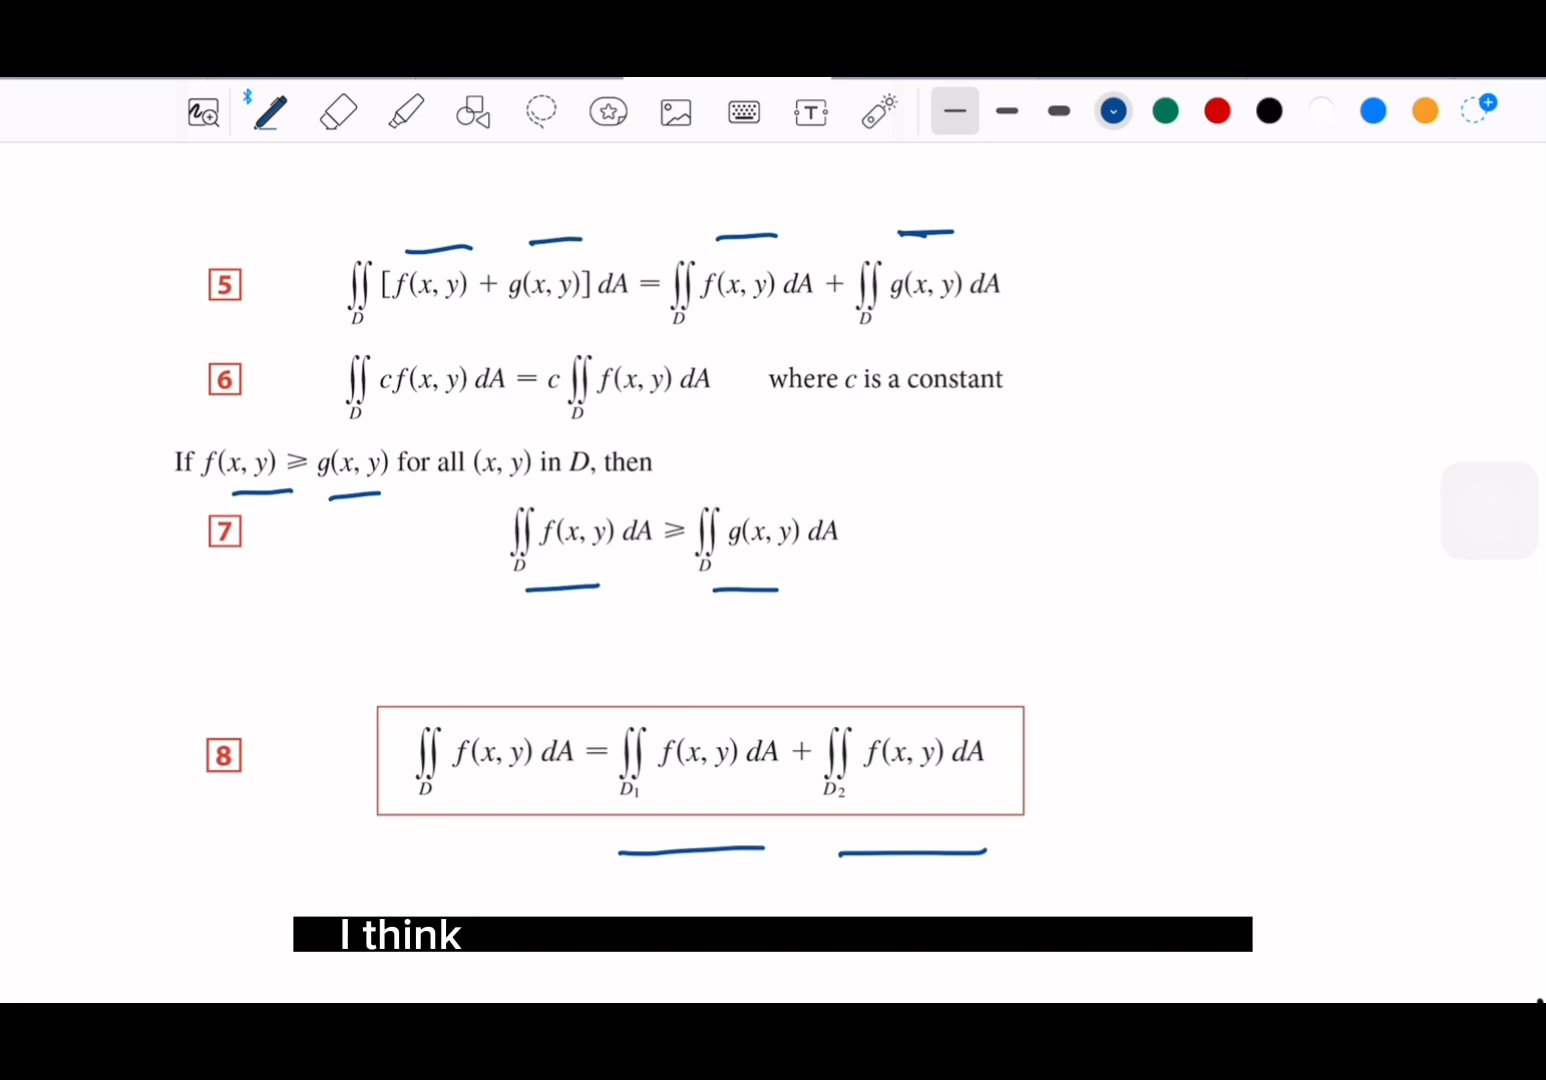 5 ∬_D [f(x, y) + g(x, y)] dA = ∬_D f(x, y) dA + ∬_D g(x, y) dA
6 ∬_D c f(x, y) dA = c ∬_D f(x, y) dA where c is a constant
If f(x, y) ⩾ g(x, y) for all (x, y) in D, then
7 ∬_D f(x, y) dA ⩾ ∬_D g(x, y) dA
8 ∬_D f(x, y) dA = ∬_{D₁} f(x, y) dA + ∬_{D₂} f(x, y) dA
I think